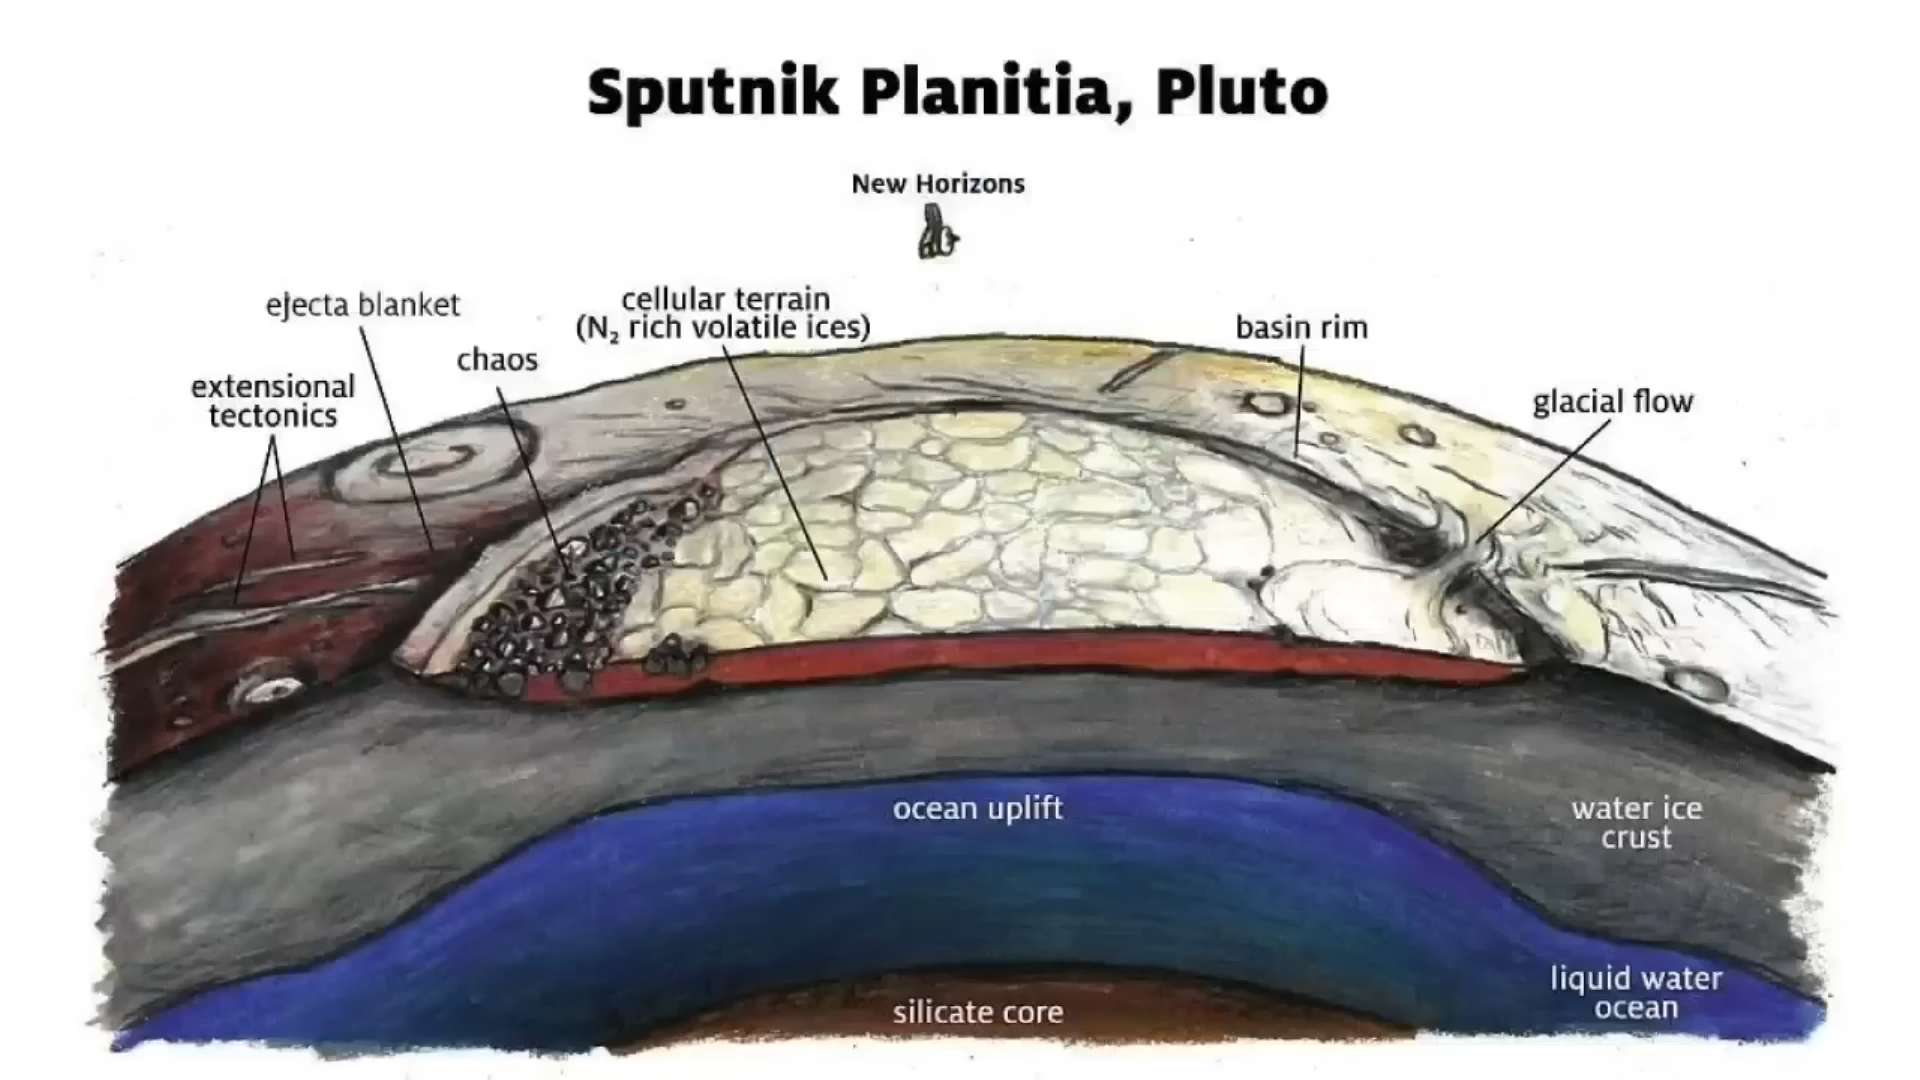 Sputnik Planitia, Pluto
New Horizons
ejecta blanket
cellular terrain
(N₂ rich volatile ices)
basin rim
chaos
extensional
tectonics
glacial flow
ocean uplift
water ice
crust
liquid water
ocean
silicate core